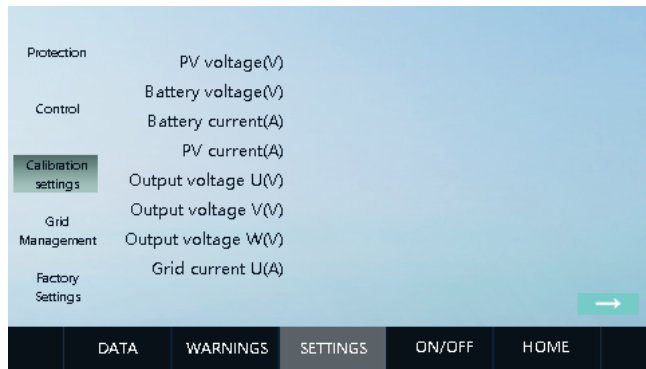 Protection
Control
Calibration
settings
Grid
Management
Factory
Settings
PV voltage(V)
Battery voltage(V)
Battery current(A)
PV current(A)
Output voltage U(V)
Output voltage V(V)
Output voltage W(V)
Grid current U(A)
DATA WARNINGS SETTINGS ON/OFF HOME